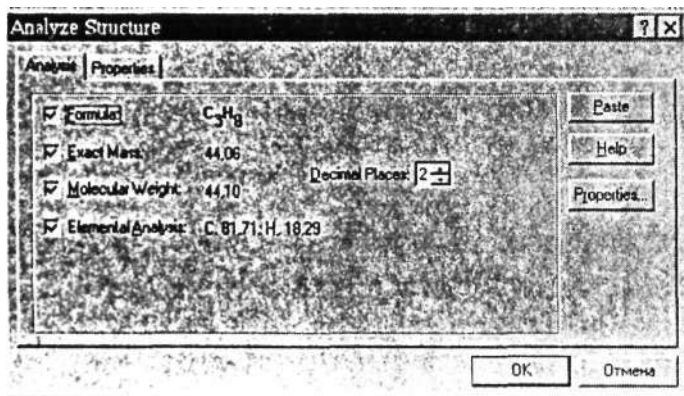 Analyze Structure
Analysis Properties
Formula: C₃H₈
Exact Mass: 44,06
Molecular Weight: 44,10
Elemental Analysis: C, 81,71; H, 18,29
Decimal Places: 2
Paste
Help
Properties...
OK Отмена